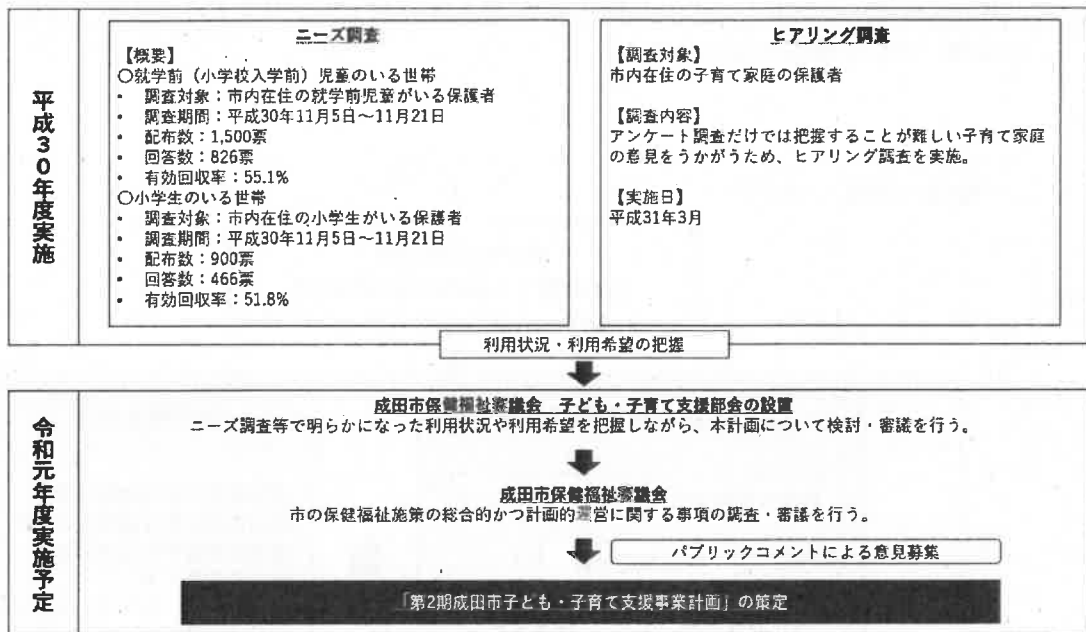 平成30年度実施
ニーズ調査
【概要】
○就学前（小学校入学前）児童のいる世帯
・ 調査対象：市内在住の就学前児童がいる保護者
・ 調査期間：平成30年11月5日～11月21日
・ 配布数：1,500票
・ 回答数：826票
・ 有効回収率：55.1%
○小学生のいる世帯
・ 調査対象：市内在住の小学生がいる保護者
・ 調査期間：平成30年11月5日～11月21日
・ 配布数：900票
・ 回答数：466票
・ 有効回収率：51.8%
ヒアリング調査
【調査対象】
市内在住の子育て家庭の保護者
【調査内容】
アンケート調査だけでは把握することが難しい子育て家庭
の意見をうかがうため、ヒアリング調査を実施。
【実施日】
平成31年3月
利用状況・利用希望の把握
令和元年度実施予定
成田市保健福祉審議会　子ども・子育て支援部会の設置
ニーズ調査等で明らかになった利用状況や利用希望を把握しながら、本計画について検討・審議を行う。
成田市保健福祉審議会
市の保健福祉施策の総合的かつ計画的運営に関する事項の調査・審議を行う。
パブリックコメントによる意見募集
「第2期成田市子ども・子育て支援事業計画」の策定